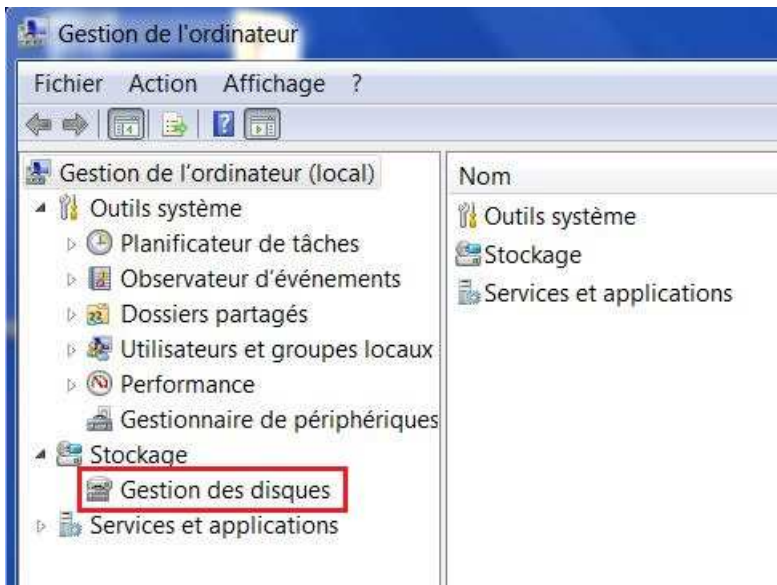 Gestion de l'ordinateur
Fichier Action Affichage ?
Gestion de l'ordinateur (local)
Outils système
Planificateur de tâches
Observateur d'événements
Dossiers partagés
Utilisateurs et groupes locaux
Performance
Gestionnaire de périphériques
Stockage
Gestion des disques
Services et applications
Nom
Outils système
Stockage
Services et applications